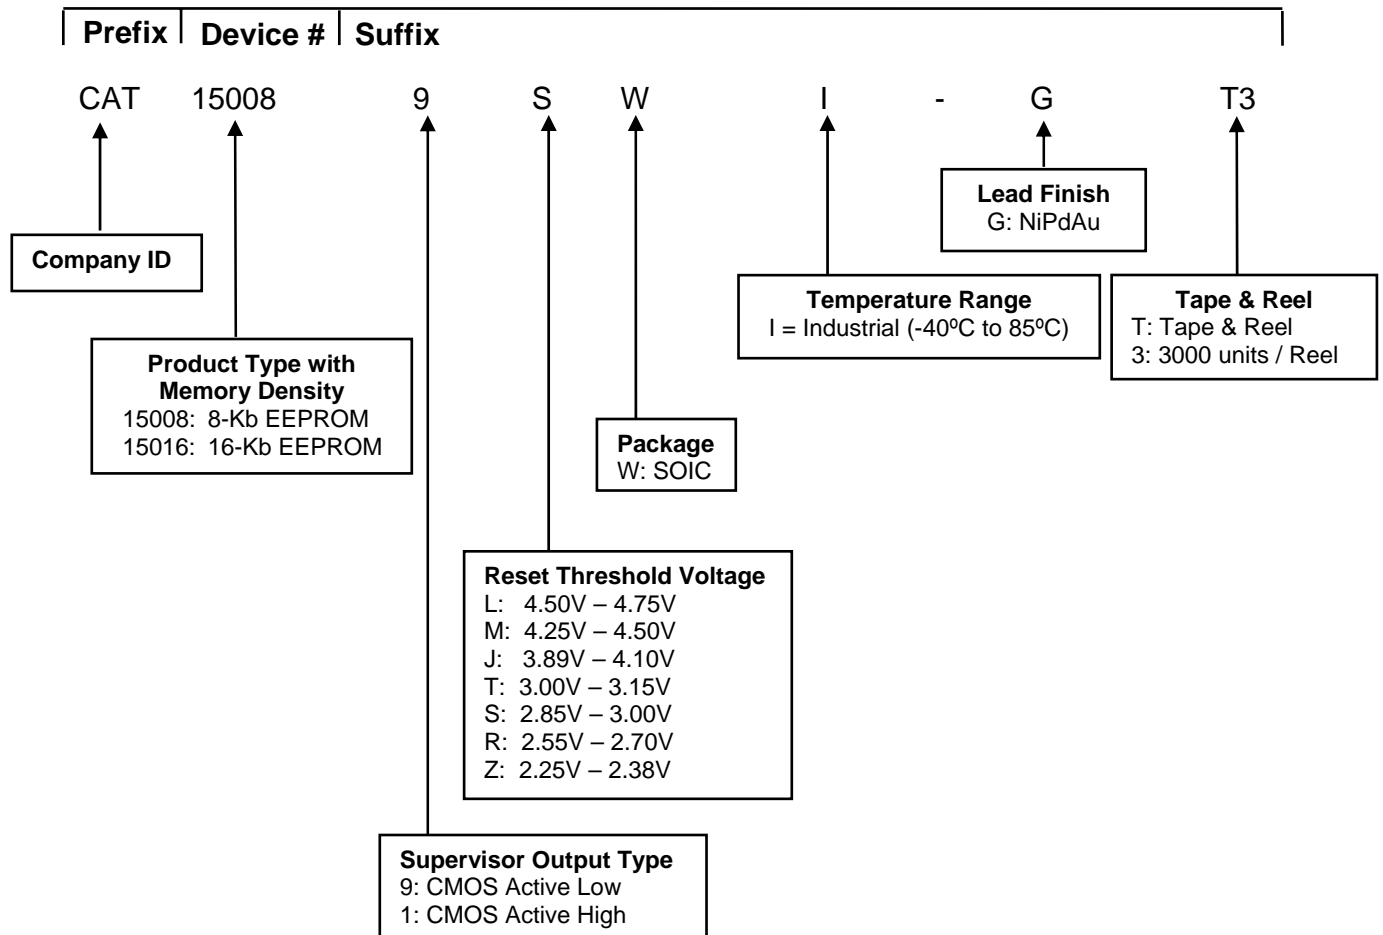 Prefix Device # Suffix
CAT 15008 9 S W I - G T3
Company ID
Product Type with
Memory Density
15008: 8-Kb EEPROM
15016: 16-Kb EEPROM
Supervisor Output Type
9: CMOS Active Low
1: CMOS Active High
Reset Threshold Voltage
L: 4.50V – 4.75V
M: 4.25V – 4.50V
J: 3.89V – 4.10V
T: 3.00V – 3.15V
S: 2.85V – 3.00V
R: 2.55V – 2.70V
Z: 2.25V – 2.38V
Package
W: SOIC
Temperature Range
I = Industrial (-40ºC to 85ºC)
Lead Finish
G: NiPdAu
Tape & Reel
T: Tape & Reel
3: 3000 units / Reel